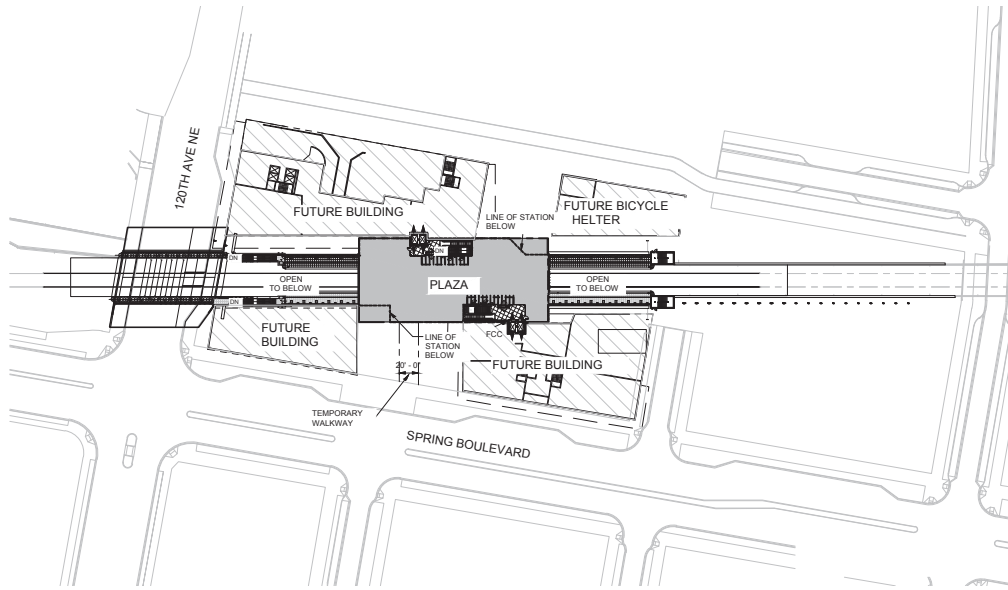 120TH AVE NE
FUTURE BUILDING
LINE OF STATION
BELOW
FUTURE BICYCLE
HELTER
DN
DN
OPEN
TO BELOW
PLAZA
OPEN
TO BELOW
DN
FUTURE
BUILDING
LINE OF
STATION
BELOW
FCC
FUTURE BUILDING
20' - 0"
TEMPORARY
WALKWAY
SPRING BOULEVARD